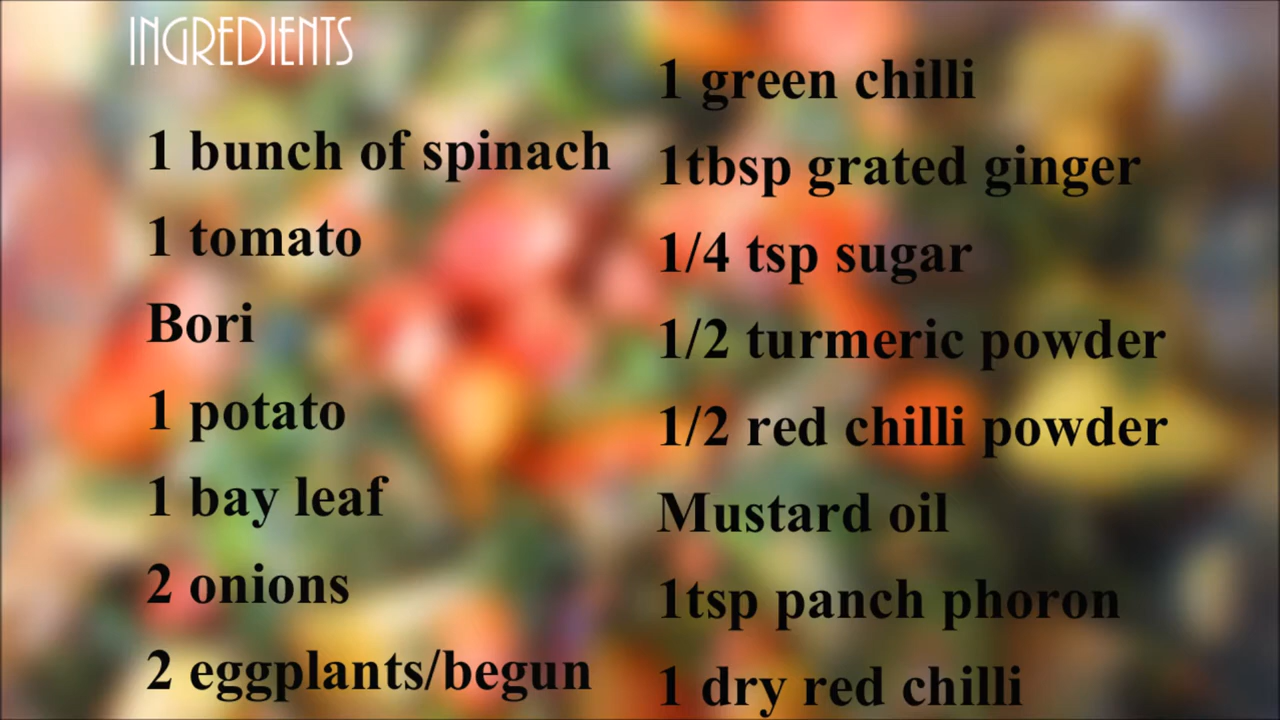 INGREDIENTS
1 bunch of spinach
1 tomato
Bori
1 potato
1 bay leaf
2 onions
2 eggplants/begun
1 green chilli
1tbsp grated ginger
1/4 tsp sugar
1/2 turmeric powder
1/2 red chilli powder
Mustard oil
1tsp panch phoron
1 dry red chilli